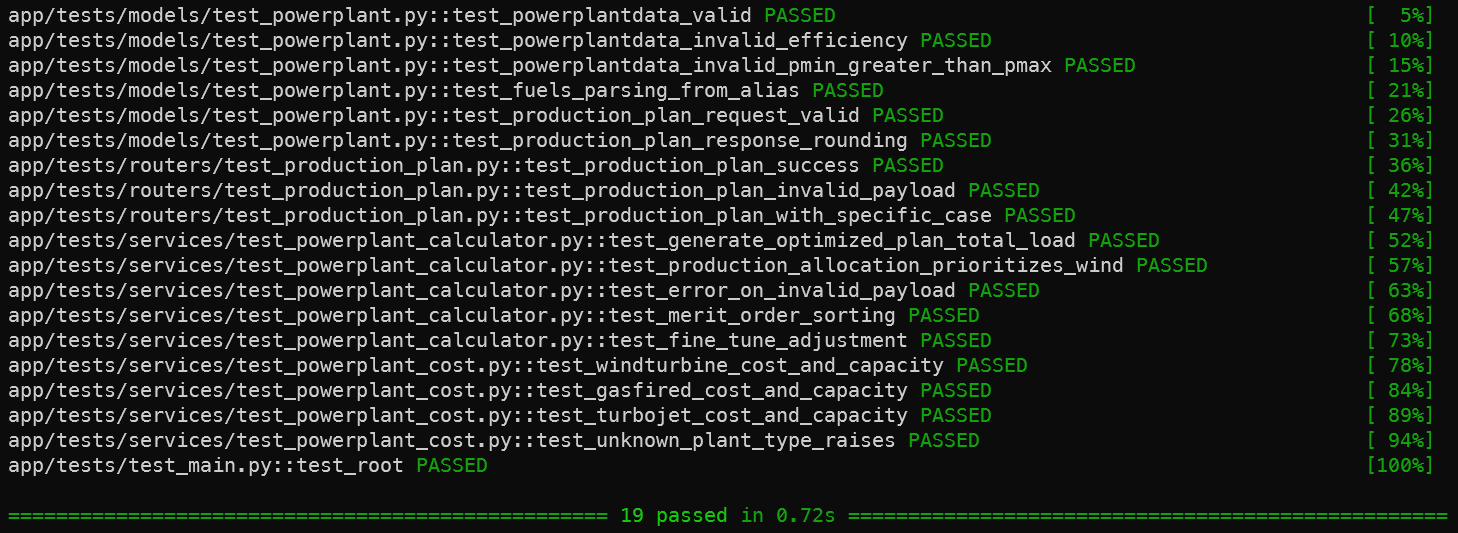 app/tests/models/test_powerplant.py::test_powerplantdata_valid PASSED [  5%]
app/tests/models/test_powerplant.py::test_powerplantdata_invalid_efficiency PASSED [ 10%]
app/tests/models/test_powerplant.py::test_powerplantdata_invalid_pmin_greater_than_pmax PASSED [ 15%]
app/tests/models/test_powerplant.py::test_fuels_parsing_from_alias PASSED [ 21%]
app/tests/models/test_powerplant.py::test_production_plan_request_valid PASSED [ 26%]
app/tests/models/test_powerplant.py::test_production_plan_response_rounding PASSED [ 31%]
app/tests/routers/test_production_plan.py::test_production_plan_success PASSED [ 36%]
app/tests/routers/test_production_plan.py::test_production_plan_invalid_payload PASSED [ 42%]
app/tests/routers/test_production_plan.py::test_production_plan_with_specific_case PASSED [ 47%]
app/tests/services/test_powerplant_calculator.py::test_generate_optimized_plan_total_load PASSED [ 52%]
app/tests/services/test_powerplant_calculator.py::test_production_allocation_prioritizes_wind PASSED [ 57%]
app/tests/services/test_powerplant_calculator.py::test_error_on_invalid_payload PASSED [ 63%]
app/tests/services/test_powerplant_calculator.py::test_merit_order_sorting PASSED [ 68%]
app/tests/services/test_powerplant_calculator.py::test_fine_tune_adjustment PASSED [ 73%]
app/tests/services/test_powerplant_cost.py::test_windturbine_cost_and_capacity PASSED [ 78%]
app/tests/services/test_powerplant_cost.py::test_gasfired_cost_and_capacity PASSED [ 84%]
app/tests/services/test_powerplant_cost.py::test_turbojet_cost_and_capacity PASSED [ 89%]
app/tests/services/test_powerplant_cost.py::test_unknown_plant_type_raises PASSED [ 94%]
app/tests/test_main.py::test_root PASSED [100%]
================================================== 19 passed in 0.72s ==================================================